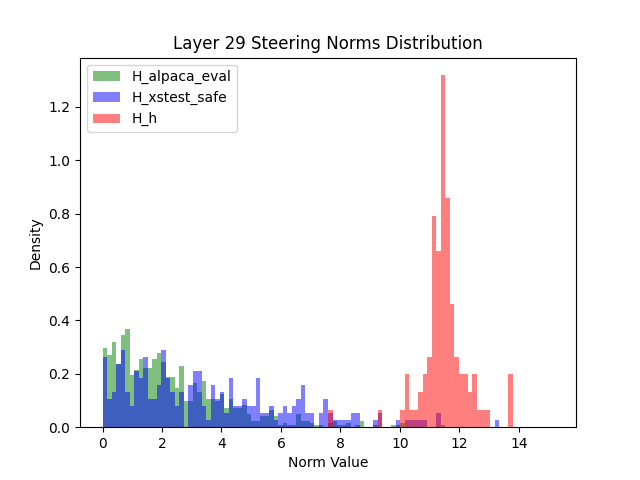 Layer 29 Steering Norms Distribution
H_alpaca_eval
H_xstest_safe
H_h
Density
1.2
1.0
0.8
0.6
0.4
0.2
0.0
0 2 4 6 8 10 12 14
Norm Value